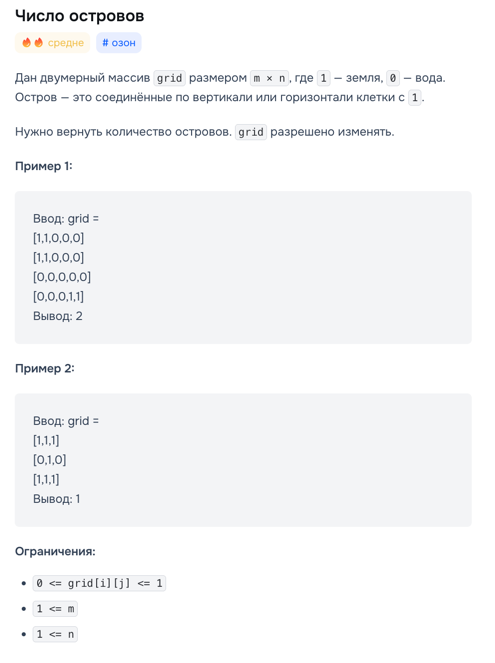 Число островов
🔥🔥 средне # озон
Дан двумерный массив grid размером m × n, где 1 — земля, 0 — вода.
Остров — это соединённые по вертикали или горизонтали клетки с 1.
Нужно вернуть количество островов. grid разрешено изменять.
Пример 1:
Ввод: grid =
[1,1,0,0,0]
[1,1,0,0,0]
[0,0,0,0,0]
[0,0,0,1,1]
Вывод: 2
Пример 2:
Ввод: grid =
[1,1,1]
[0,1,0]
[1,1,1]
Вывод: 1
Ограничения:
• 0 <= grid[i][j] <= 1
• 1 <= m
• 1 <= n